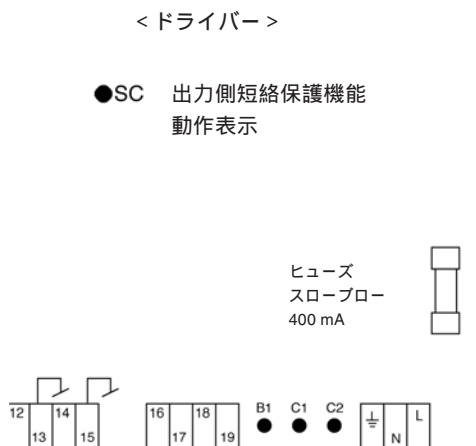 <ドライバー>
●SC 出力側短絡保護機能
動作表示
ヒューズ
スローブロー
400 mA
12 13 14 15 16 17 18 19 B1 C1 C2 N L